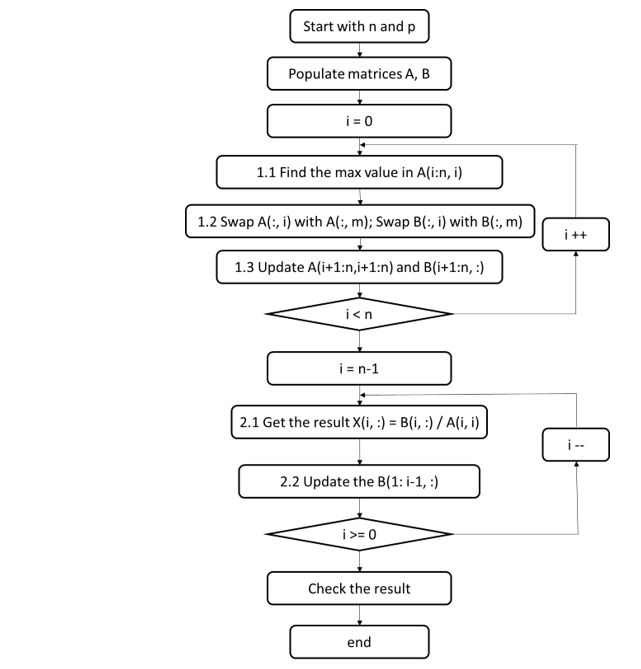 Start with n and p
Populate matrices A, B
i = 0
1.1 Find the max value in A(i:n, i)
1.2 Swap A(:, i) with A(:, m); Swap B(:, i) with B(:, m)
i ++
1.3 Update A(i+1:n,i+1:n) and B(i+1:n, :)
i < n
i = n-1
2.1 Get the result X(i, :) = B(i, :) / A(i, i)
i --
2.2 Update the B(1: i-1, :)
i >= 0
Check the result
end